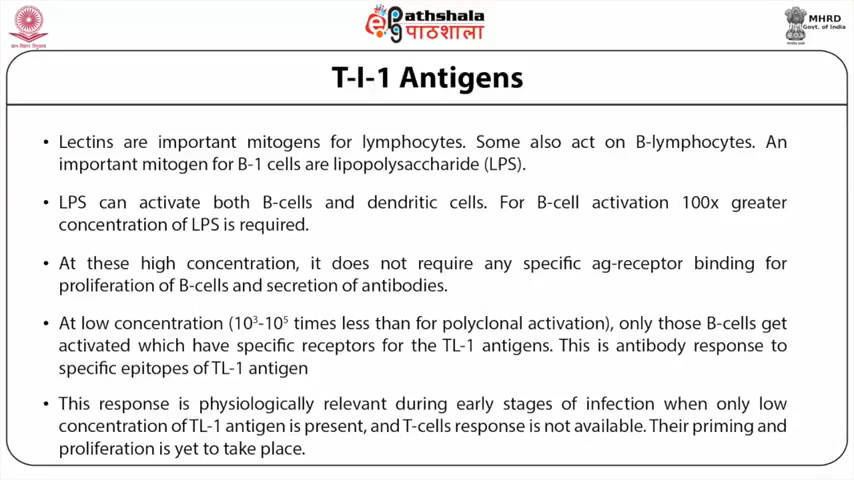 Pathshala
पाठशाला
MHRD
Govt. of India
T-I-1 Antigens
• Lectins are important mitogens for lymphocytes. Some also act on B-lymphocytes. An
important mitogen for B-1 cells are lipopolysaccharide (LPS).
• LPS can activate both B-cells and dendritic cells. For B-cell activation 100x greater
concentration of LPS is required.
• At these high concentration, it does not require any specific ag-receptor binding for
proliferation of B-cells and secretion of antibodies.
• At low concentration (10³-10⁵ times less than for polyclonal activation), only those B-cells get
activated which have specific receptors for the TL-1 antigens. This is antibody response to
specific epitopes of TL-1 antigen
• This response is physiologically relevant during early stages of infection when only low
concentration of TL-1 antigen is present, and T-cells response is not available. Their priming and
proliferation is yet to take place.